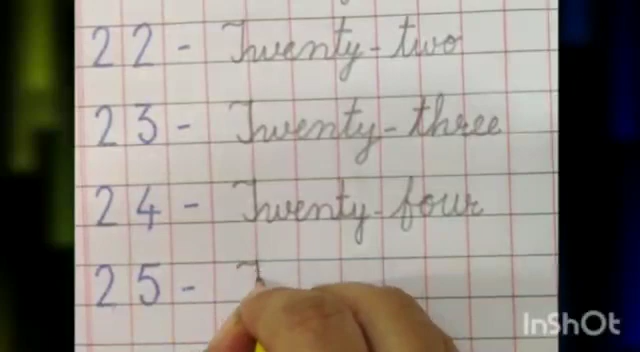 22 - Twenty-two
23 - Twenty-three
24 - Twenty-four
25 - T
InShOt